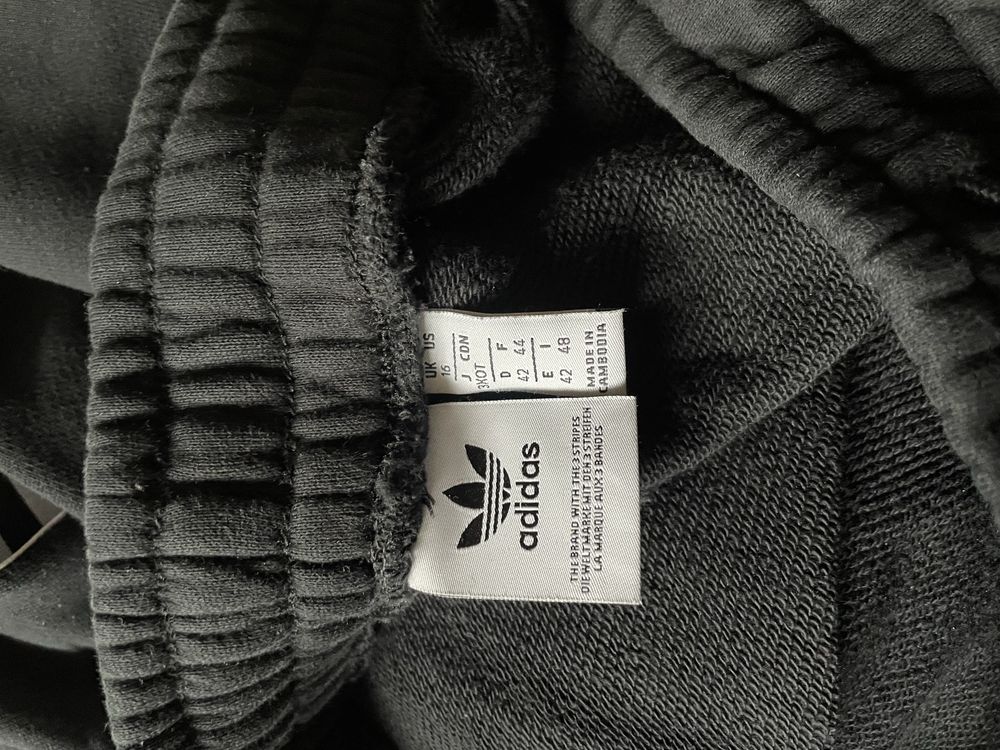 adidas
THE BRAND WITH THE 3 STRIPES
DIE WELTMARKE MIT DEN 3 STREIFEN
LA MARQUE AUX 3 BANDES
UK US
16
J CDN
3XOT
D F
42 44
E I
42 48
MADE IN
CAMBODIA